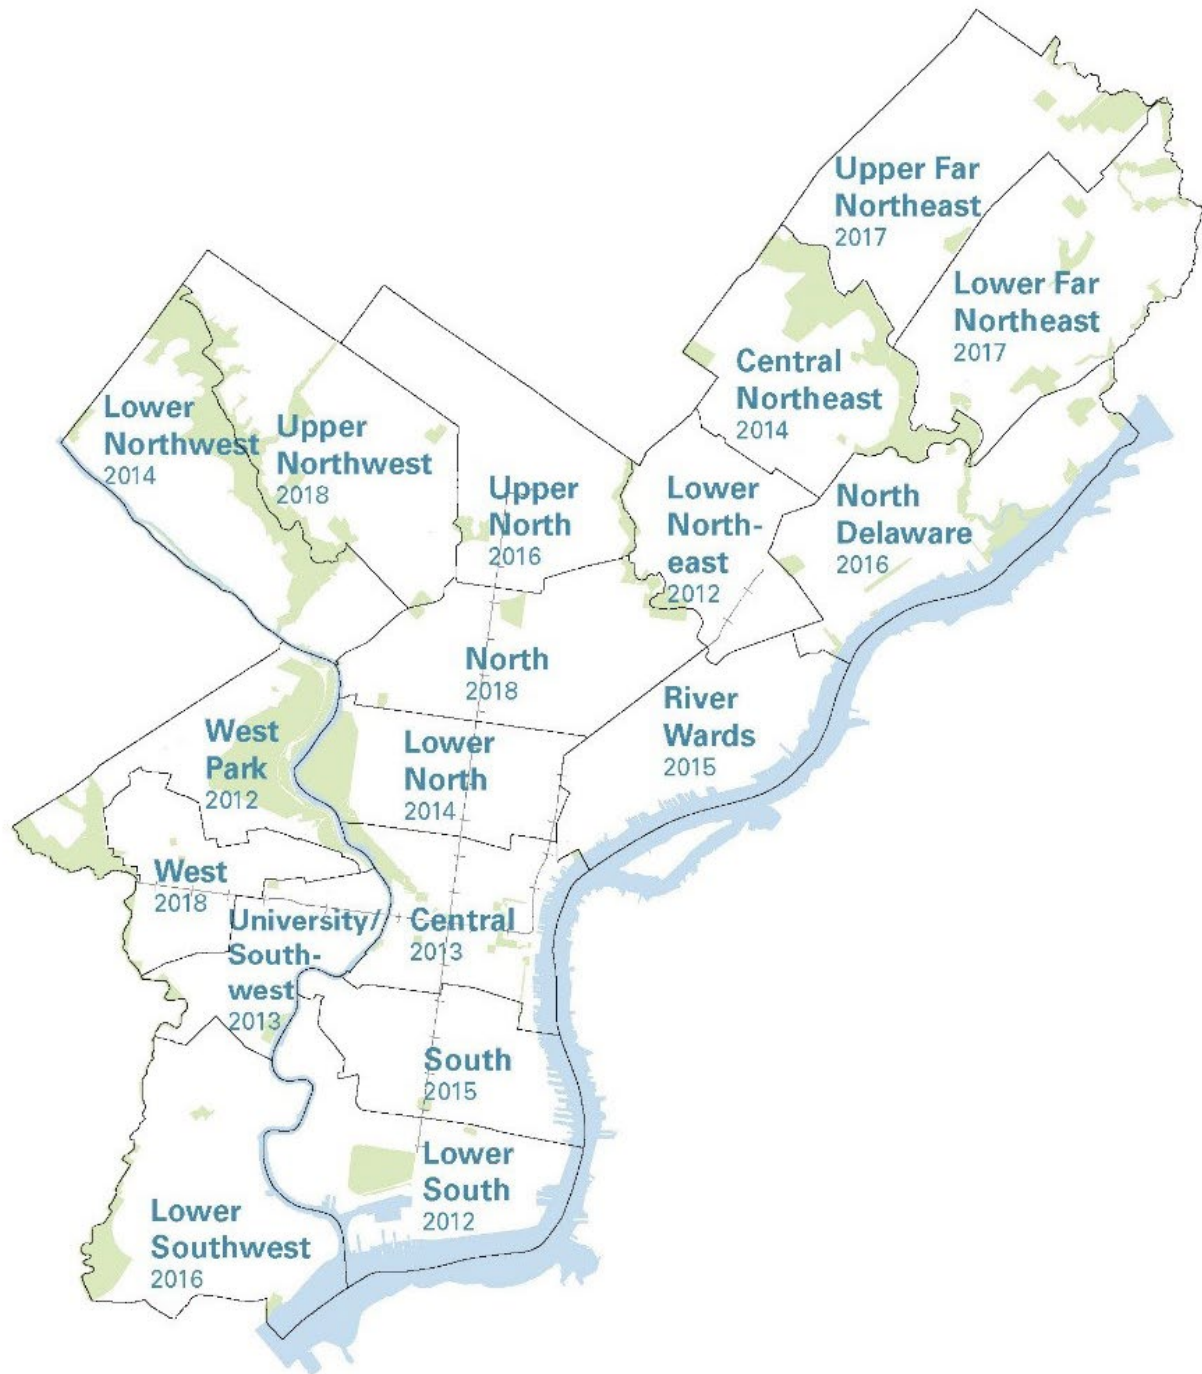 Upper Far
Northeast
2017
Lower Far
Northeast
2017
Central
Northeast
2014
Lower
Northwest
2014
Upper
Northwest
2018
Upper
North
2016
Lower
North-
east
2012
North
Delaware
2016
North
2018
River
Wards
2015
West
Park
2012
Lower
North
2014
West
2018
University/
South-
west
2013
Central
2013
South
2015
Lower
South
2012
Lower
Southwest
2016